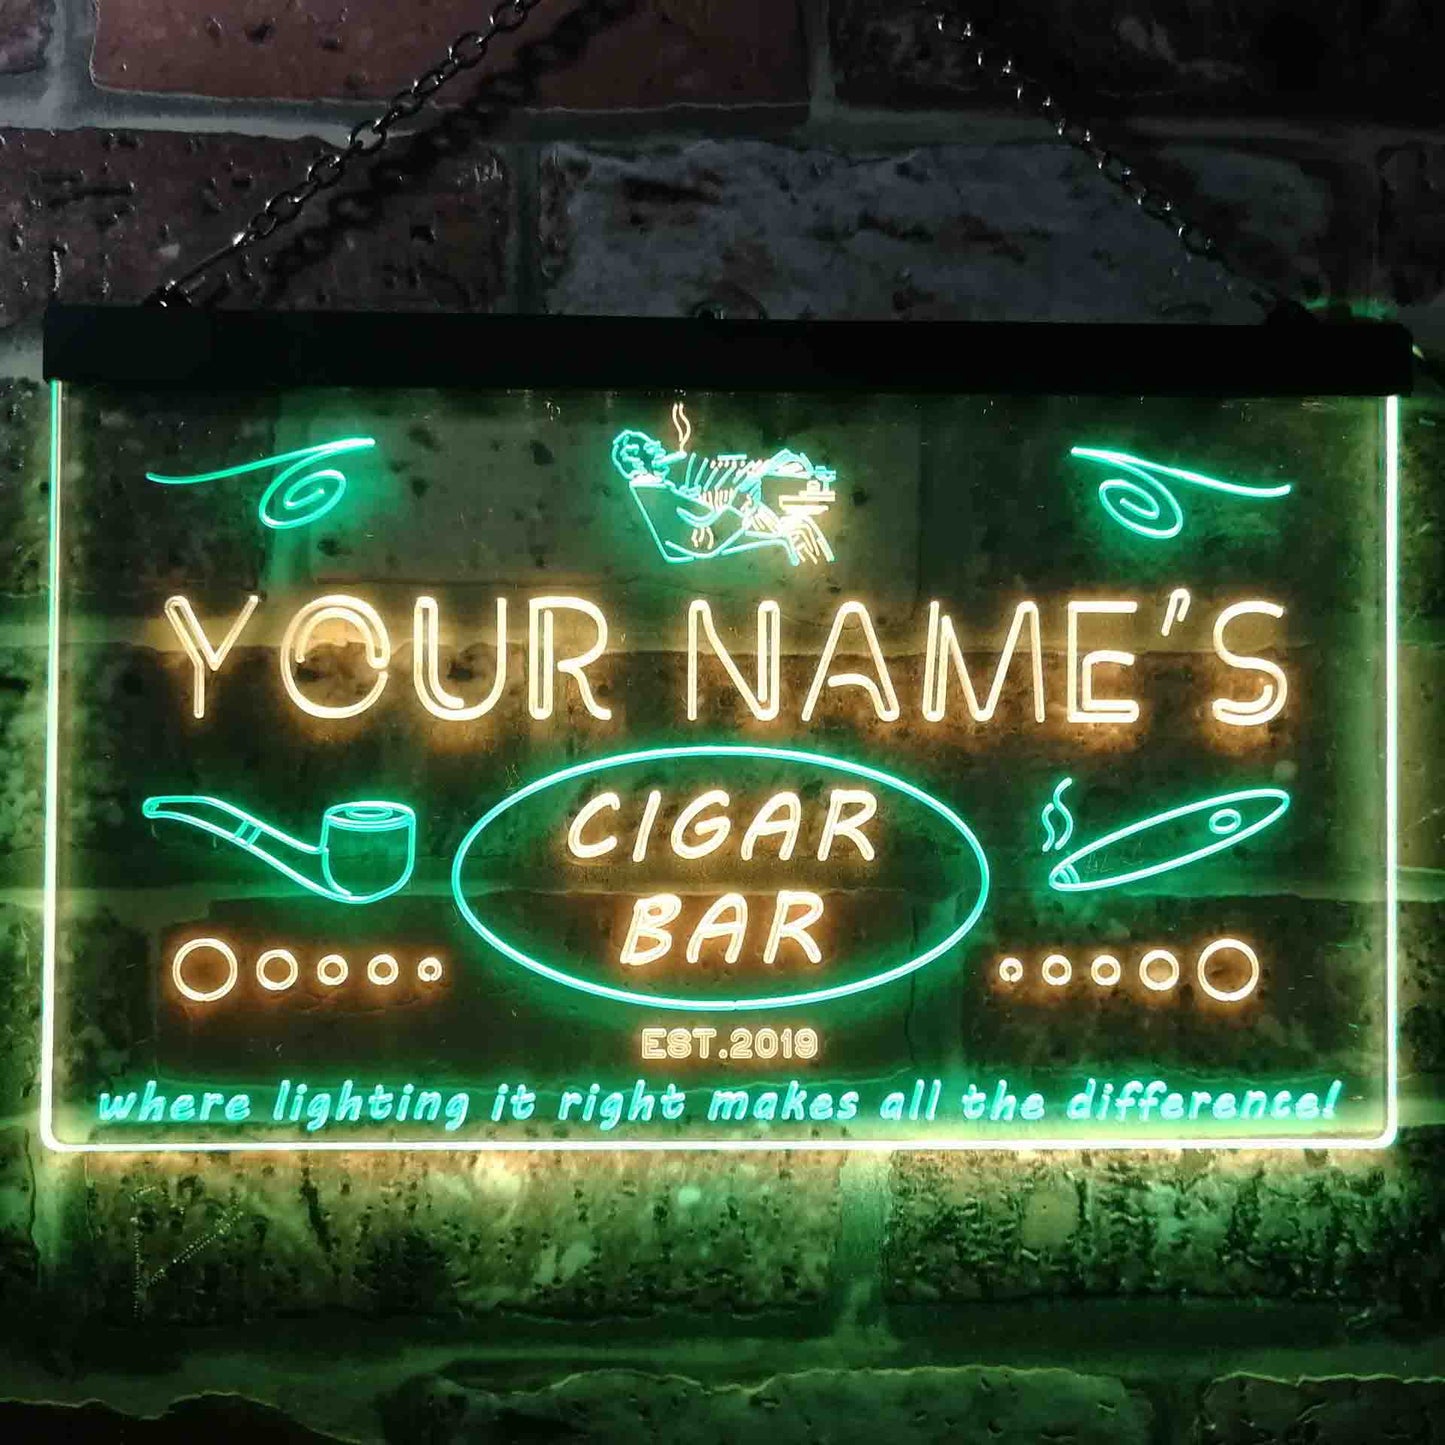 YOUR NAME'S
CIGAR
BAR
EST.2019
where lighting it right makes all the difference!